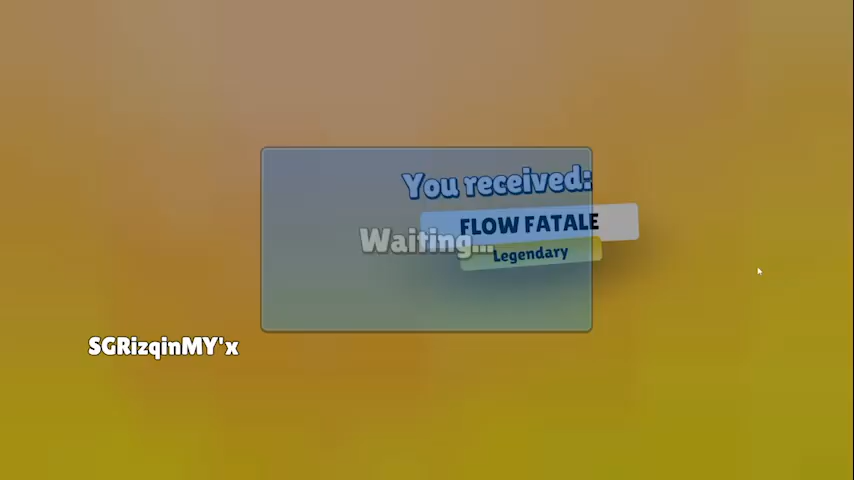 You received:
FLOW FATALE
Waiting...
Legendary
SGRizqinMY'x